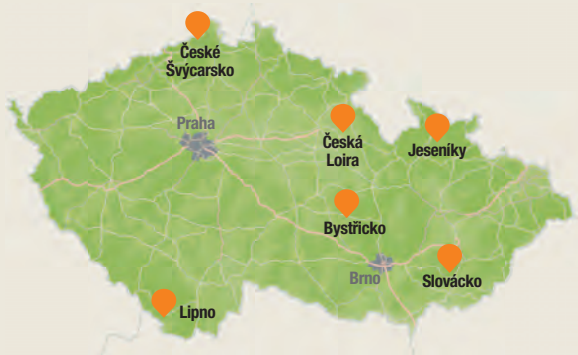 České
Švýcarsko
Praha
Česká
Loira
Jeseníky
Bystřicko
Brno
Slovácko
Lipno